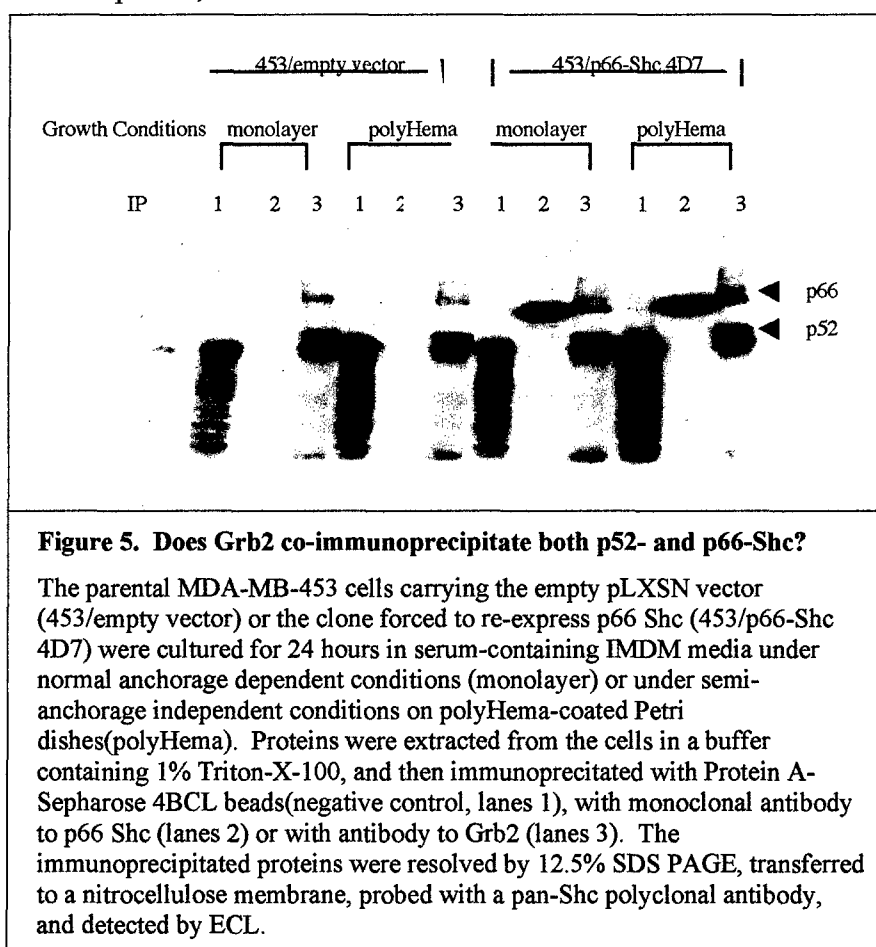 453/empty vector 453/p66-Shc 4D7
Growth Conditions monolayer polyHema monolayer polyHema
IP 1 2 3 1 2 3 1 2 3 1 2 3
p66
p52
Figure 5. Does Grb2 co-immunoprecipitate both p52- and p66-Shc?
The parental MDA-MB-453 cells carrying the empty pLXSN vector
(453/empty vector) or the clone forced to re-express p66 Shc (453/p66-Shc
4D7) were cultured for 24 hours in serum-containing IMDM media under
normal anchorage dependent conditions (monolayer) or under semi-
anchorage independent conditions on polyHema-coated Petri
dishes(polyHema). Proteins were extracted from the cells in a buffer
containing 1% Triton-X-100, and then immunoprecitated with Protein A-
Sepharose 4BCL beads(negative control, lanes 1), with monoclonal antibody
to p66 Shc (lanes 2) or with antibody to Grb2 (lanes 3). The
immunoprecipitated proteins were resolved by 12.5% SDS PAGE, transferred
to a nitrocellulose membrane, probed with a pan-Shc polyclonal antibody,
and detected by ECL.